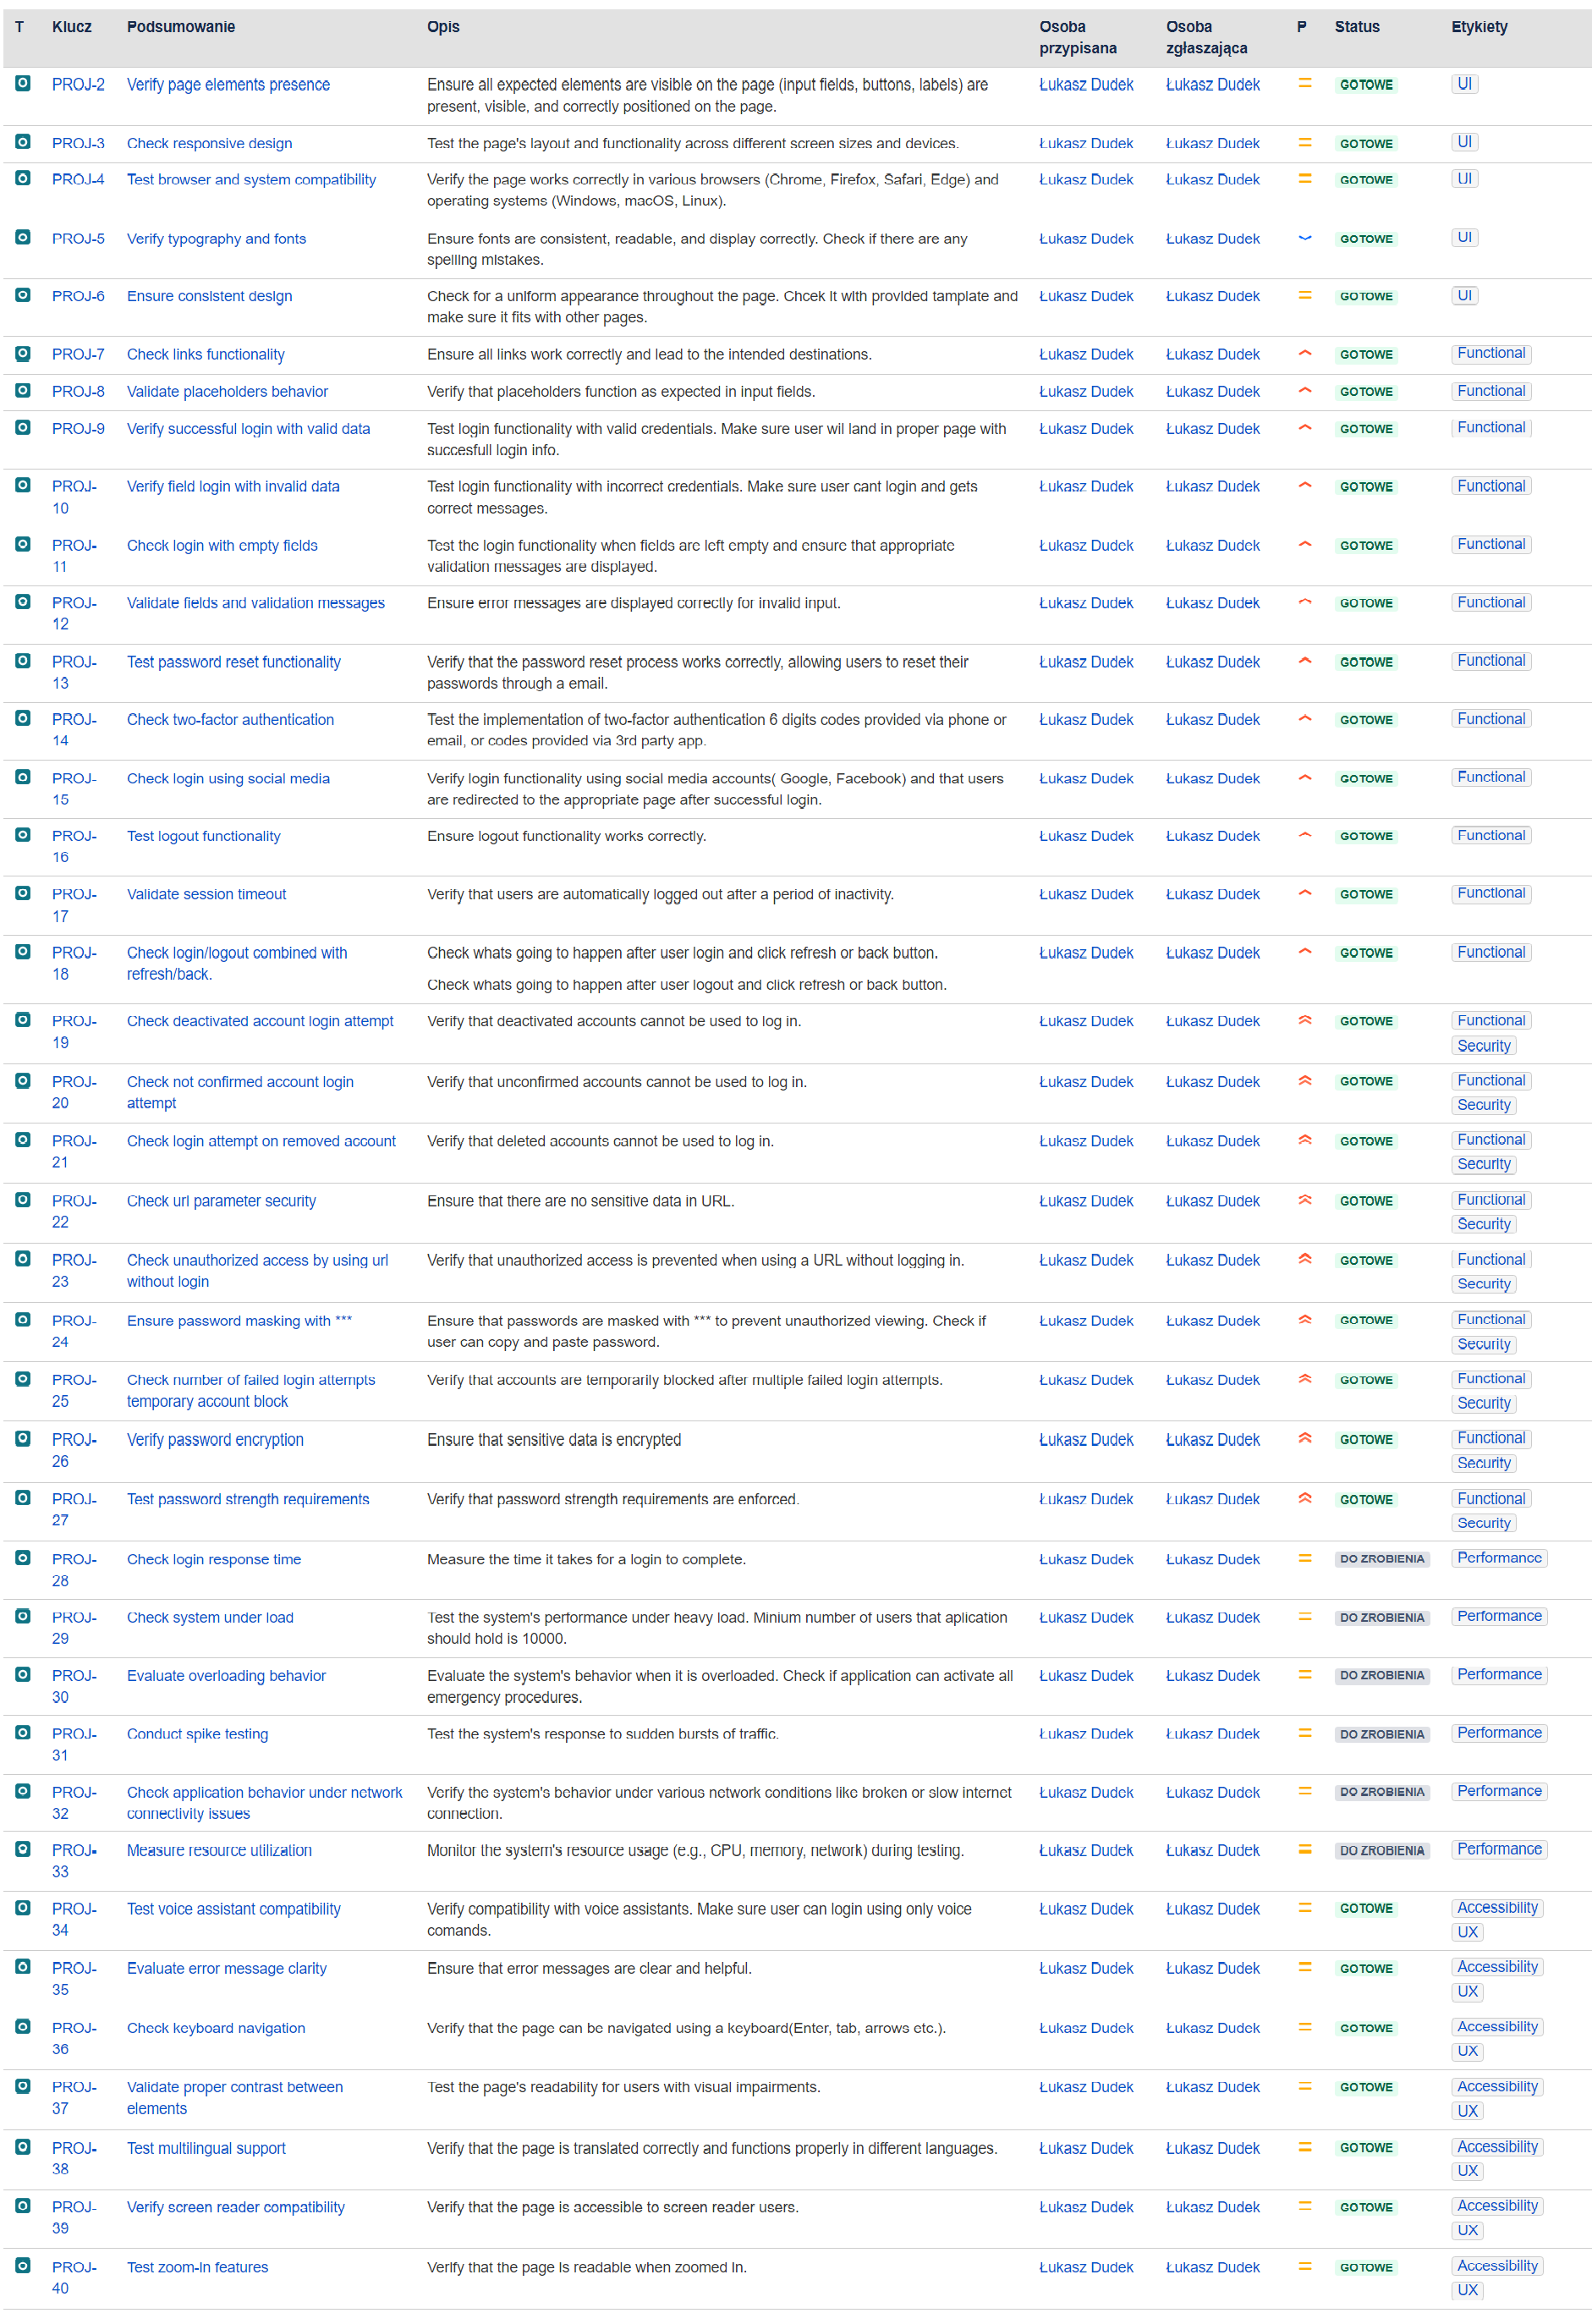 T Klucz Podsumowanie Opis Osoba przypisana Osoba zgłaszająca P Status Etykiety
PROJ-2 Verify page elements presence Ensure all expected elements are visible on the page (input fields, buttons, labels) are present, visible, and correctly positioned on the page. Łukasz Dudek Łukasz Dudek GOTOWE UI
PROJ-3 Check responsive design Test the page's layout and functionality across different screen sizes and devices. Łukasz Dudek Łukasz Dudek GOTOWE UI
PROJ-4 Test browser and system compatibility Verify the page works correctly in various browsers (Chrome, Firefox, Safari, Edge) and operating systems (Windows, macOS, Linux). Łukasz Dudek Łukasz Dudek GOTOWE UI
PROJ-5 Verify typography and fonts Ensure fonts are consistent, readable, and display correctly. Check if there are any spelling mistakes. Łukasz Dudek Łukasz Dudek GOTOWE UI
PROJ-6 Ensure consistent design Check for a uniform appearance throughout the page. Chcek it with provided tamplate and make sure it fits with other pages. Łukasz Dudek Łukasz Dudek GOTOWE UI
PROJ-7 Check links functionality Ensure all links work correctly and lead to the intended destinations. Łukasz Dudek Łukasz Dudek GOTOWE Functional
PROJ-8 Validate placeholders behavior Verify that placeholders function as expected in input fields. Łukasz Dudek Łukasz Dudek GOTOWE Functional
PROJ-9 Verify successful login with valid data Test login functionality with valid credentials. Make sure user wil land in proper page with succesfull login info. Łukasz Dudek Łukasz Dudek GOTOWE Functional
PROJ-10 Verify field login with invalid data Test login functionality with incorrect credentials. Make sure user cant login and gets correct messages. Łukasz Dudek Łukasz Dudek GOTOWE Functional
PROJ-11 Check login with empty fields Test the login functionality when fields are left empty and ensure that appropriate validation messages are displayed. Łukasz Dudek Łukasz Dudek GOTOWE Functional
PROJ-12 Validate fields and validation messages Ensure error messages are displayed correctly for invalid input. Łukasz Dudek Łukasz Dudek GOTOWE Functional
PROJ-13 Test password reset functionality Verify that the password reset process works correctly, allowing users to reset their passwords through a email. Łukasz Dudek Łukasz Dudek GOTOWE Functional
PROJ-14 Check two-factor authentication Test the implementation of two-factor authentication 6 digits codes provided via phone or email, or codes provided via 3rd party app. Łukasz Dudek Łukasz Dudek GOTOWE Functional
PROJ-15 Check login using social media Verify login functionality using social media accounts( Google, Facebook) and that users are redirected to the appropriate page after successful login. Łukasz Dudek Łukasz Dudek GOTOWE Functional
PROJ-16 Test logout functionality Ensure logout functionality works correctly. Łukasz Dudek Łukasz Dudek GOTOWE Functional
PROJ-17 Validate session timeout Verify that users are automatically logged out after a period of inactivity. Łukasz Dudek Łukasz Dudek GOTOWE Functional
PROJ-18 Check login/logout combined with refresh/back. Check whats going to happen after user login and click refresh or back button. Check whats going to happen after user logout and click refresh or back button. Łukasz Dudek Łukasz Dudek GOTOWE Functional
PROJ-19 Check deactivated account login attempt Verify that deactivated accounts cannot be used to log in. Łukasz Dudek Łukasz Dudek GOTOWE Functional Security
PROJ-20 Check not confirmed account login attempt Verify that unconfirmed accounts cannot be used to log in. Łukasz Dudek Łukasz Dudek GOTOWE Functional Security
PROJ-21 Check login attempt on removed account Verify that deleted accounts cannot be used to log in. Łukasz Dudek Łukasz Dudek GOTOWE Functional Security
PROJ-22 Check url parameter security Ensure that there are no sensitive data in URL. Łukasz Dudek Łukasz Dudek GOTOWE Functional Security
PROJ-23 Check unauthorized access by using url without login Verify that unauthorized access is prevented when using a URL without logging in. Łukasz Dudek Łukasz Dudek GOTOWE Functional Security
PROJ-24 Ensure password masking with *** Ensure that passwords are masked with *** to prevent unauthorized viewing. Check if user can copy and paste password. Łukasz Dudek Łukasz Dudek GOTOWE Functional Security
PROJ-25 Check number of failed login attempts temporary account block Verify that accounts are temporarily blocked after multiple failed login attempts. Łukasz Dudek Łukasz Dudek GOTOWE Functional Security
PROJ-26 Verify password encryption Ensure that sensitive data is encrypted Łukasz Dudek Łukasz Dudek GOTOWE Functional Security
PROJ-27 Test password strength requirements Verify that password strength requirements are enforced. Łukasz Dudek Łukasz Dudek GOTOWE Functional Security
PROJ-28 Check login response time Measure the time it takes for a login to complete. Łukasz Dudek Łukasz Dudek DO ZROBIENIA Performance
PROJ-29 Check system under load Test the system's performance under heavy load. Minium number of users that aplication should hold is 10000. Łukasz Dudek Łukasz Dudek DO ZROBIENIA Performance
PROJ-30 Evaluate overloading behavior Evaluate the system's behavior when it is overloaded. Check if application can activate all emergency procedures. Łukasz Dudek Łukasz Dudek DO ZROBIENIA Performance
PROJ-31 Conduct spike testing Test the system's response to sudden bursts of traffic. Łukasz Dudek Łukasz Dudek DO ZROBIENIA Performance
PROJ-32 Check application behavior under network connectivity issues Verify the system's behavior under various network conditions like broken or slow internet connection. Łukasz Dudek Łukasz Dudek DO ZROBIENIA Performance
PROJ-33 Measure resource utilization Monitor the system's resource usage (e.g., CPU, memory, network) during testing. Łukasz Dudek Łukasz Dudek DO ZROBIENIA Performance
PROJ-34 Test voice assistant compatibility Verify compatibility with voice assistants. Make sure user can login using only voice comands. Łukasz Dudek Łukasz Dudek GOTOWE Accessibility UX
PROJ-35 Evaluate error message clarity Ensure that error messages are clear and helpful. Łukasz Dudek Łukasz Dudek GOTOWE Accessibility UX
PROJ-36 Check keyboard navigation Verify that the page can be navigated using a keyboard(Enter, tab, arrows etc.). Łukasz Dudek Łukasz Dudek GOTOWE Accessibility UX
PROJ-37 Validate proper contrast between elements Test the page's readability for users with visual impairments. Łukasz Dudek Łukasz Dudek GOTOWE Accessibility UX
PROJ-38 Test multilingual support Verify that the page is translated correctly and functions properly in different languages. Łukasz Dudek Łukasz Dudek GOTOWE Accessibility UX
PROJ-39 Verify screen reader compatibility Verify that the page is accessible to screen reader users. Łukasz Dudek Łukasz Dudek GOTOWE Accessibility UX
PROJ-40 Test zoom-in features Verify that the page is readable when zoomed in. Łukasz Dudek Łukasz Dudek GOTOWE Accessibility UX